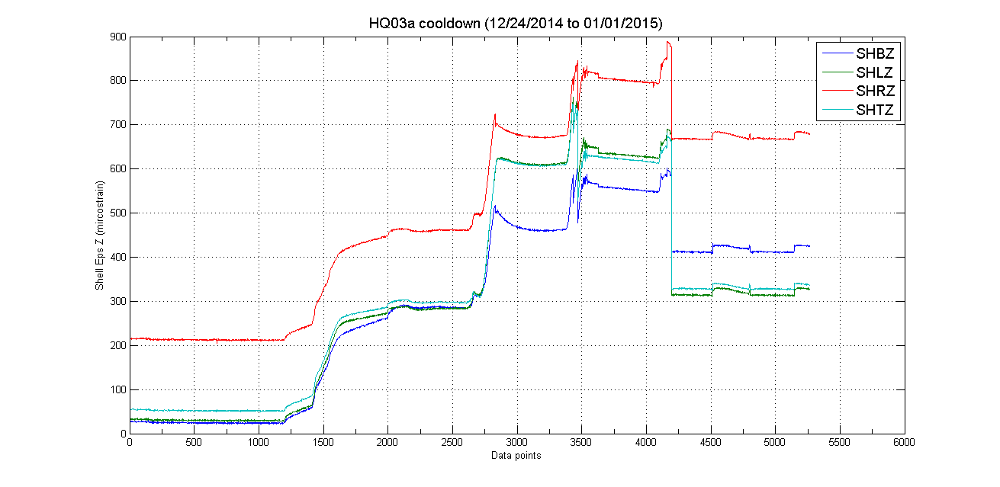 HQ03a cooldown (12/24/2014 to 01/01/2015)
900
800
700
600
500
400
300
200
100
0
Shell Eps Z (mircostrain)
SHBZ
SHLZ
SHRZ
SHTZ
0 500 1000 1500 2000 2500 3000 3500 4000 4500 5000 5500 6000
Data points